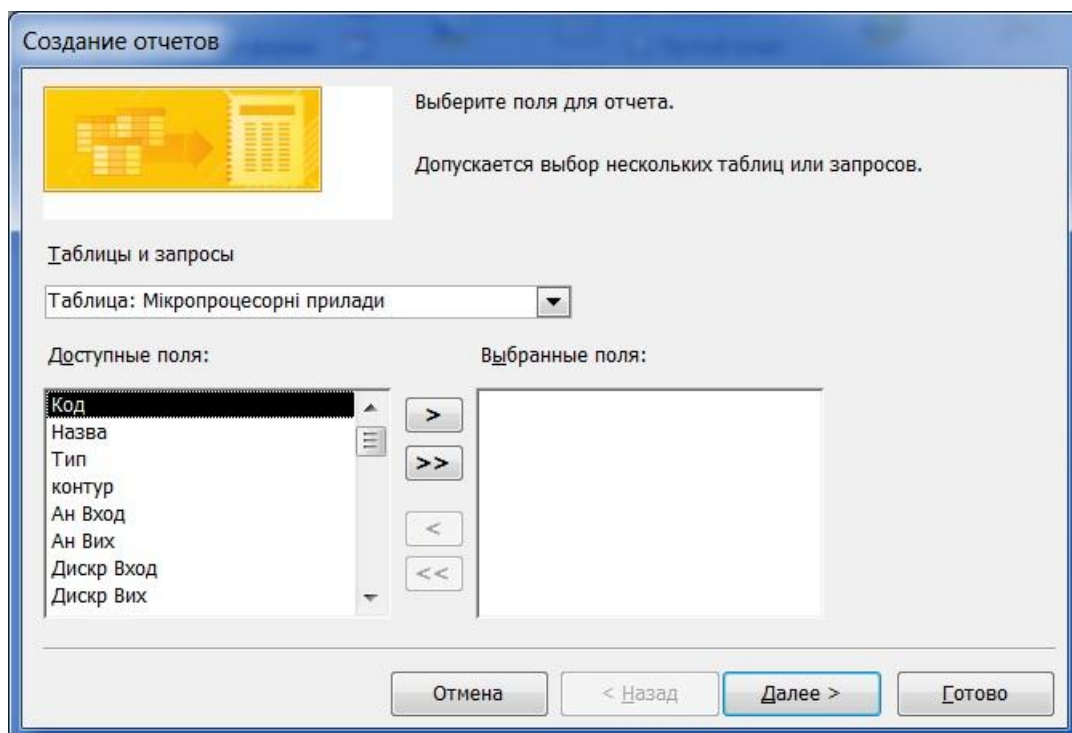 Создание отчетов
Выберите поля для отчета.
Допускается выбор нескольких таблиц или запросов.
Таблицы и запросы
Таблица: Мікропроцесорні прилади
Доступные поля:
Выбранные поля:
Код
Назва
Тип
контур
Ан Вход
Ан Вих
Дискр Вход
Дискр Вих
>
>>
<
<<
Отмена
< Назад
Далее >
Готово